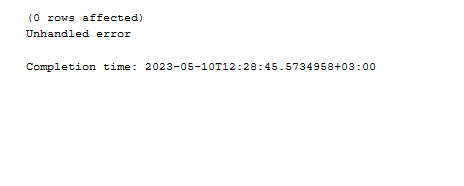 (0 rows affected)
Unhandled error
Completion time: 2023-05-10T12:28:45.5734958+03:00